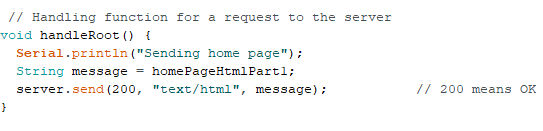 // Handling function for a request to the server
void handleRoot() {
Serial.println("Sending home page");
String message = homePageHtmlPart1;
server.send(200, "text/html", message); // 200 means OK
}